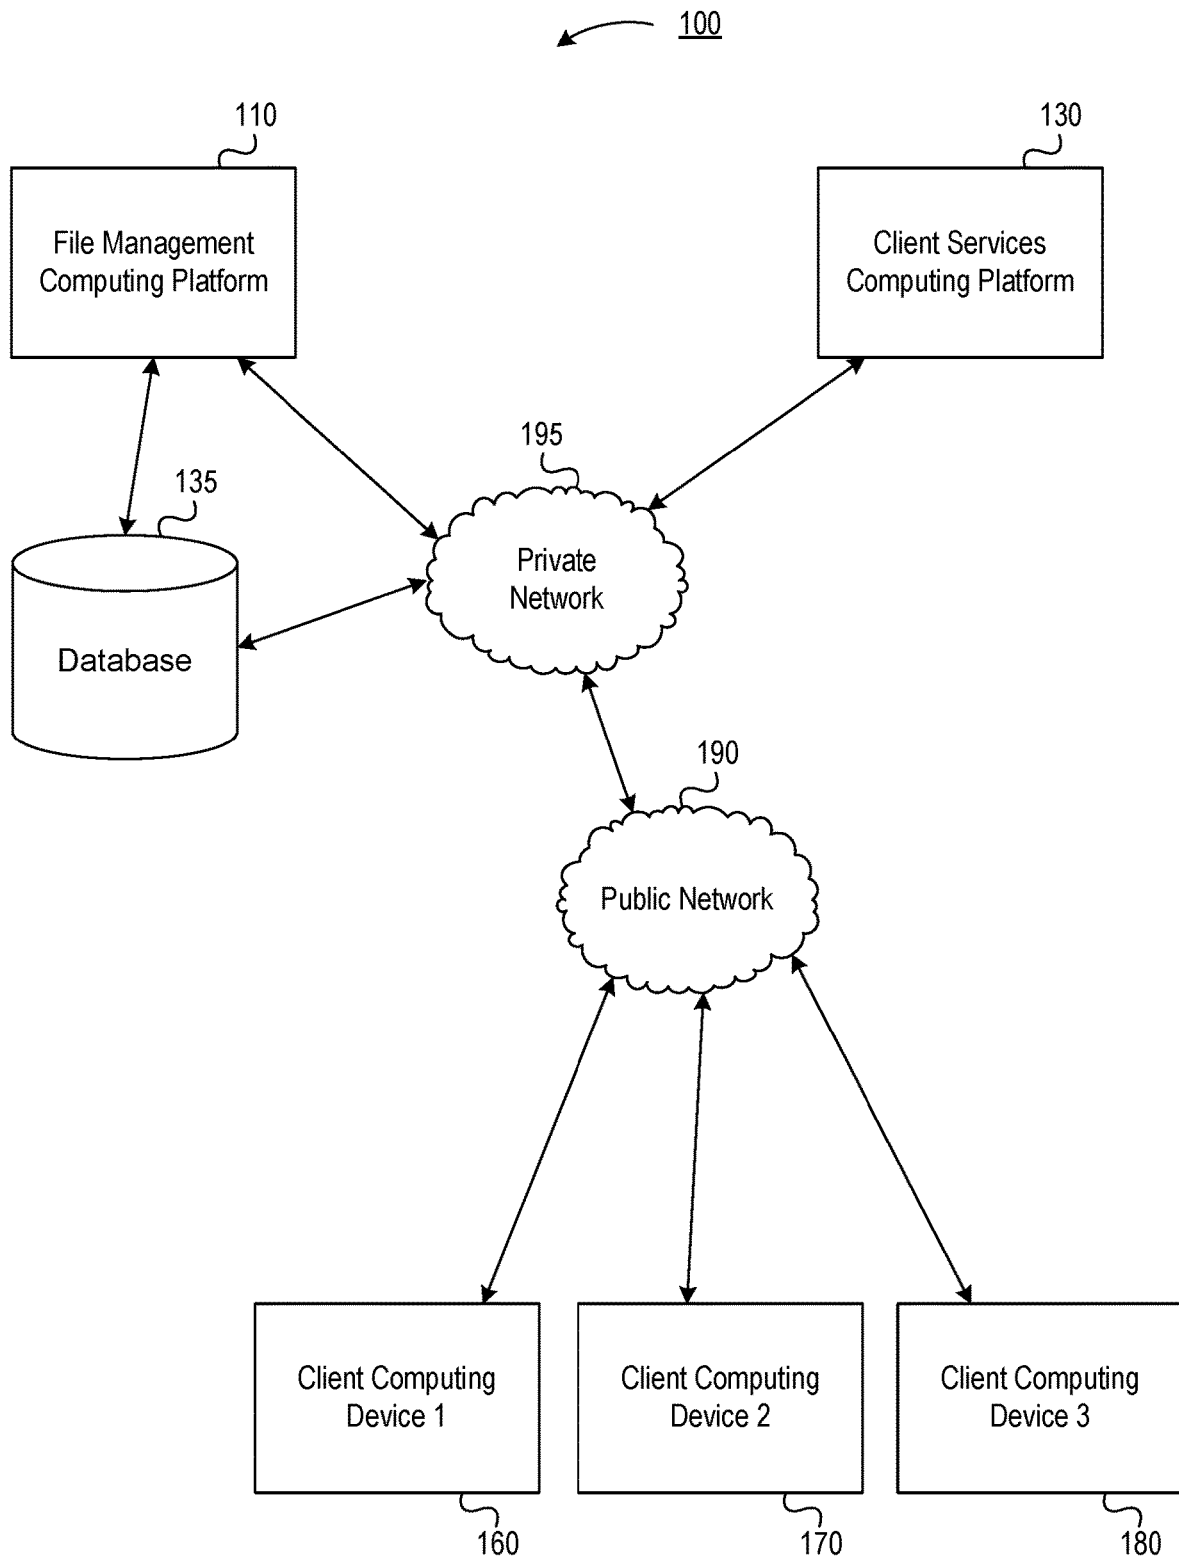 100
110
130
File Management
Computing Platform
Client Services
Computing Platform
195
135
Private
Network
Database
190
Public Network
Client Computing
Device 1
Client Computing
Device 2
Client Computing
Device 3
160
170
180